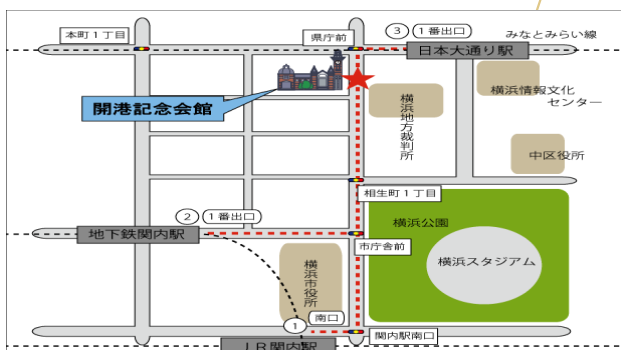 本町1丁目
県庁前
③
1番出口
みなとみらい線
日本大通り駅
開港記念会館
横浜地方裁判所
横浜情報文化
センター
中区役所
相生町1丁目
②
1番出口
地下鉄関内駅
市庁舎前
横浜公園
横浜スタジアム
横浜市役所
①
南口
関内駅南口
JR関内駅